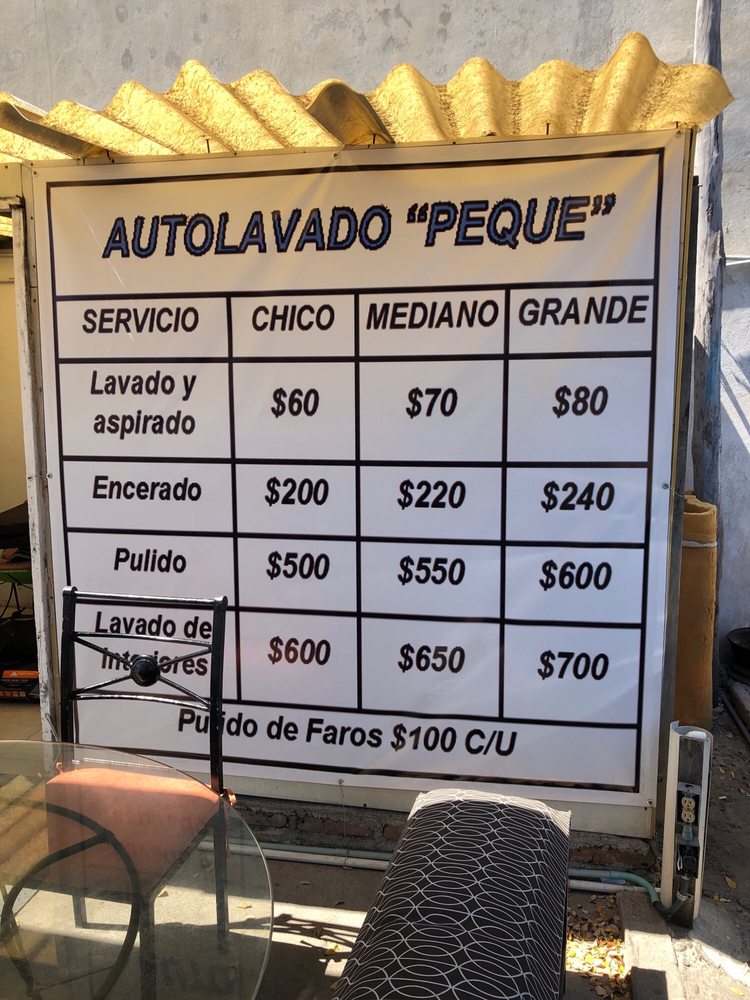 AUTOLAVADO “PEQUE”
SERVICIO CHICO MEDIANO GRANDE
Lavado y
aspirado $60 $70 $80
Encerado $200 $220 $240
Pulido $500 $550 $600
Lavado de
Interiores $600 $650 $700
Pulido de Faros $100 C/U